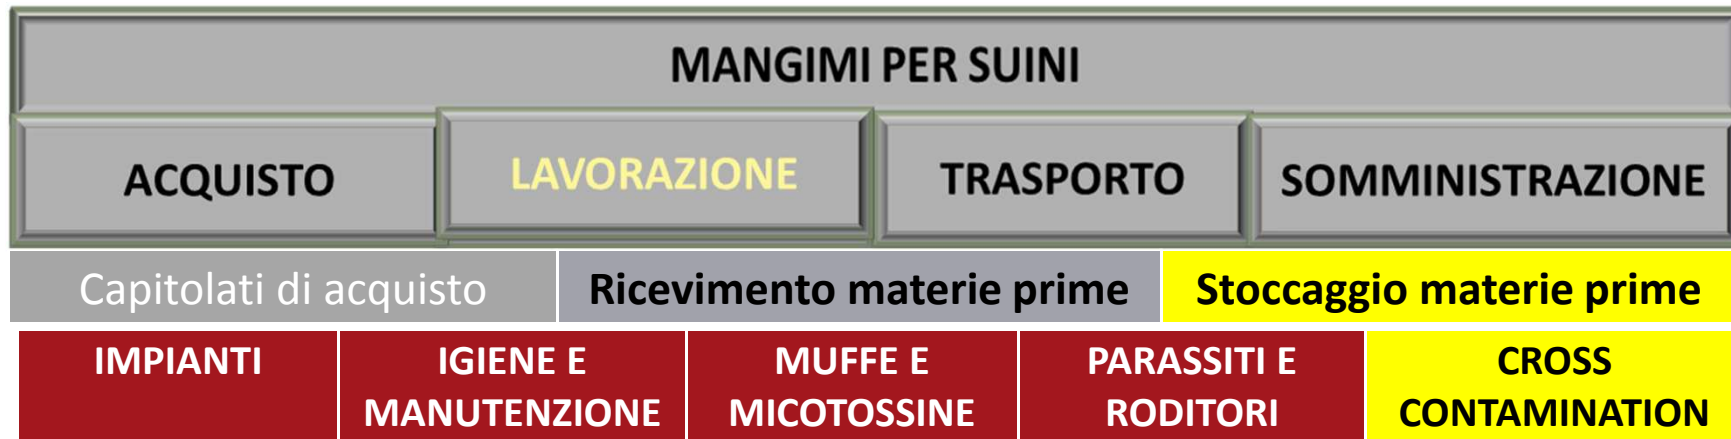 MANGIMI PER SUINI
ACQUISTO LAVORAZIONE TRASPORTO SOMMINISTRAZIONE
Capitolati di acquisto Ricevimento materie prime Stoccaggio materie prime
IMPIANTI IGIENE E MUFFE E PARASSITI E CROSS
MANUTENZIONE MICOTOSSINE RODITORI CONTAMINATION